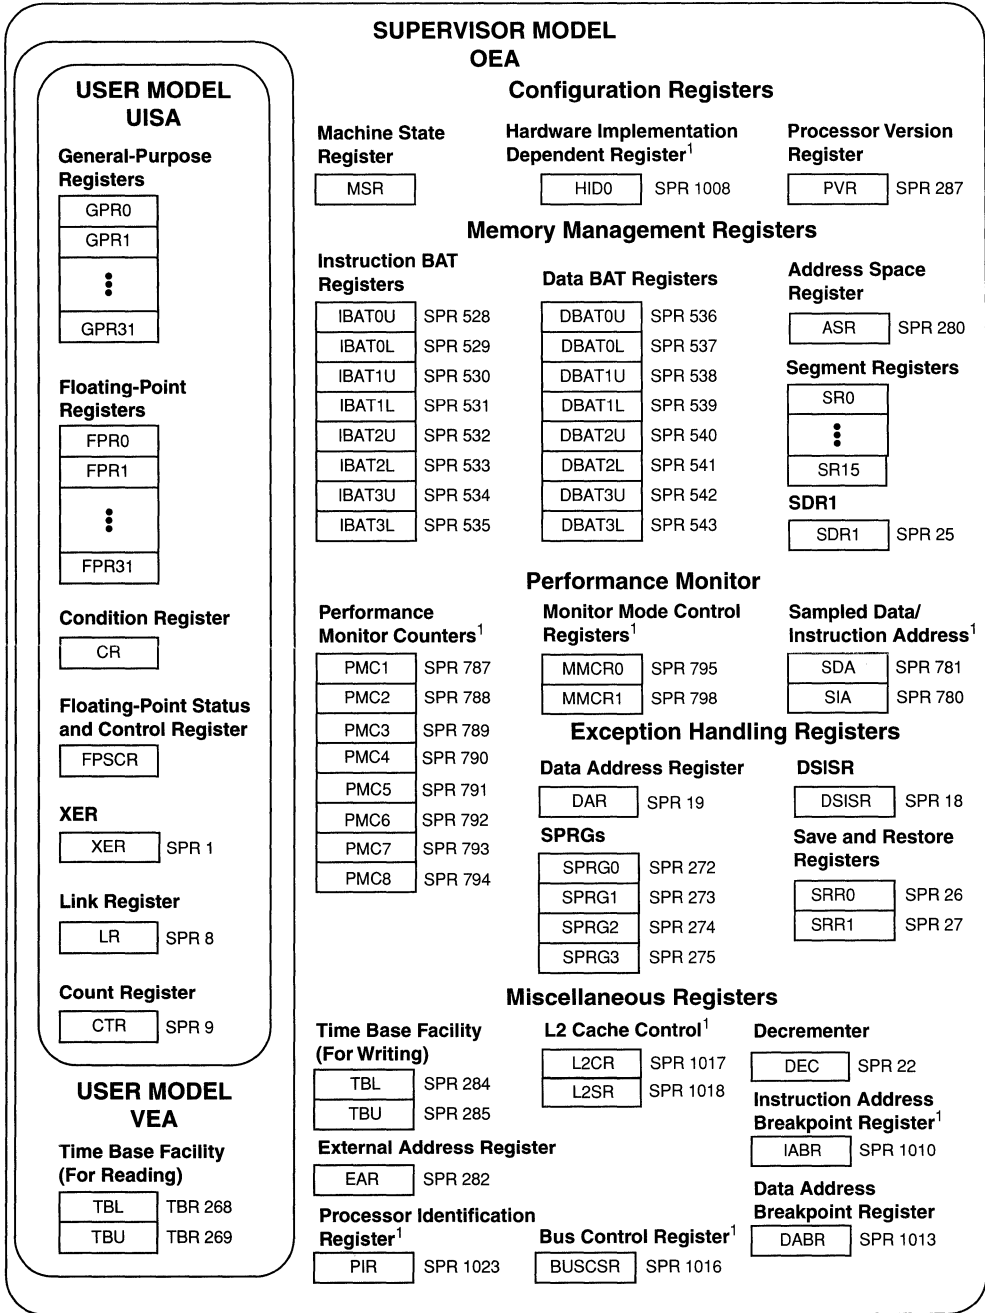 SUPERVISOR MODEL
OEA
USER MODEL
UISA
General-Purpose
Registers
GPR0
GPR1
GPR31
Floating-Point
Registers
FPR0
FPR1
FPR31
Condition Register
CR
Floating-Point Status
and Control Register
FPSCR
XER
XER SPR 1
Link Register
LR SPR 8
Count Register
CTR SPR 9
USER MODEL
VEA
Time Base Facility
(For Reading)
TBL TBR 268
TBU TBR 269
Configuration Registers
Machine State
Register
MSR
Hardware Implementation
Dependent Register1
HID0 SPR 1008
Processor Version
Register
PVR SPR 287
Memory Management Registers
Instruction BAT
Registers
IBAT0U SPR 528
IBAT0L SPR 529
IBAT1U SPR 530
IBAT1L SPR 531
IBAT2U SPR 532
IBAT2L SPR 533
IBAT3U SPR 534
IBAT3L SPR 535
Data BAT Registers
DBAT0U SPR 536
DBAT0L SPR 537
DBAT1U SPR 538
DBAT1L SPR 539
DBAT2U SPR 540
DBAT2L SPR 541
DBAT3U SPR 542
DBAT3L SPR 543
Address Space
Register
ASR SPR 280
Segment Registers
SR0
SR15
SDR1
SDR1 SPR 25
Performance Monitor
Performance
Monitor Counters1
PMC1 SPR 787
PMC2 SPR 788
PMC3 SPR 789
PMC4 SPR 790
PMC5 SPR 791
PMC6 SPR 792
PMC7 SPR 793
PMC8 SPR 794
Monitor Mode Control
Registers1
MMCR0 SPR 795
MMCR1 SPR 798
Sampled Data/
Instruction Address1
SDA SPR 781
SIA SPR 780
Exception Handling Registers
Data Address Register
DAR SPR 19
SPRGs
SPRG0 SPR 272
SPRG1 SPR 273
SPRG2 SPR 274
SPRG3 SPR 275
DSISR
DSISR SPR 18
Save and Restore
Registers
SRR0 SPR 26
SRR1 SPR 27
Miscellaneous Registers
Time Base Facility
(For Writing)
TBL SPR 284
TBU SPR 285
External Address Register
EAR SPR 282
Processor Identification
Register1
PIR SPR 1023
L2 Cache Control1
L2CR SPR 1017
L2SR SPR 1018
Bus Control Register1
BUSCSR SPR 1016
Decrementer
DEC SPR 22
Instruction Address
Breakpoint Register1
IABR SPR 1010
Data Address
Breakpoint Register
DABR SPR 1013